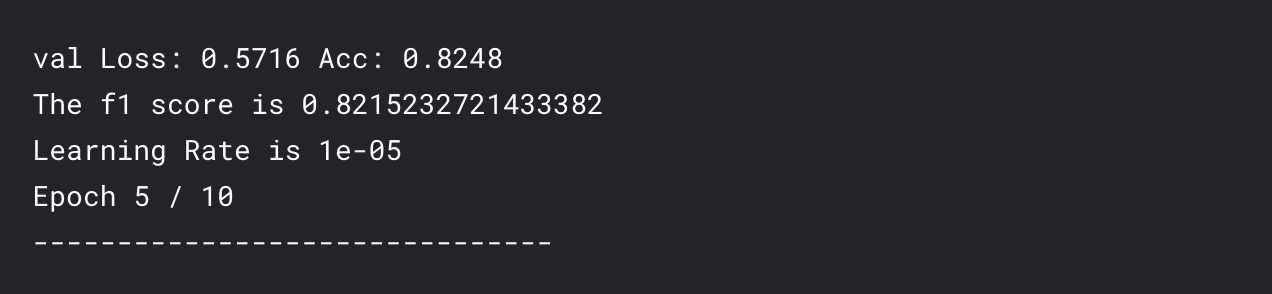 val Loss: 0.5716 Acc: 0.8248
The f1 score is 0.8215232721433382
Learning Rate is 1e-05
Epoch 5 / 10
-------------------------------